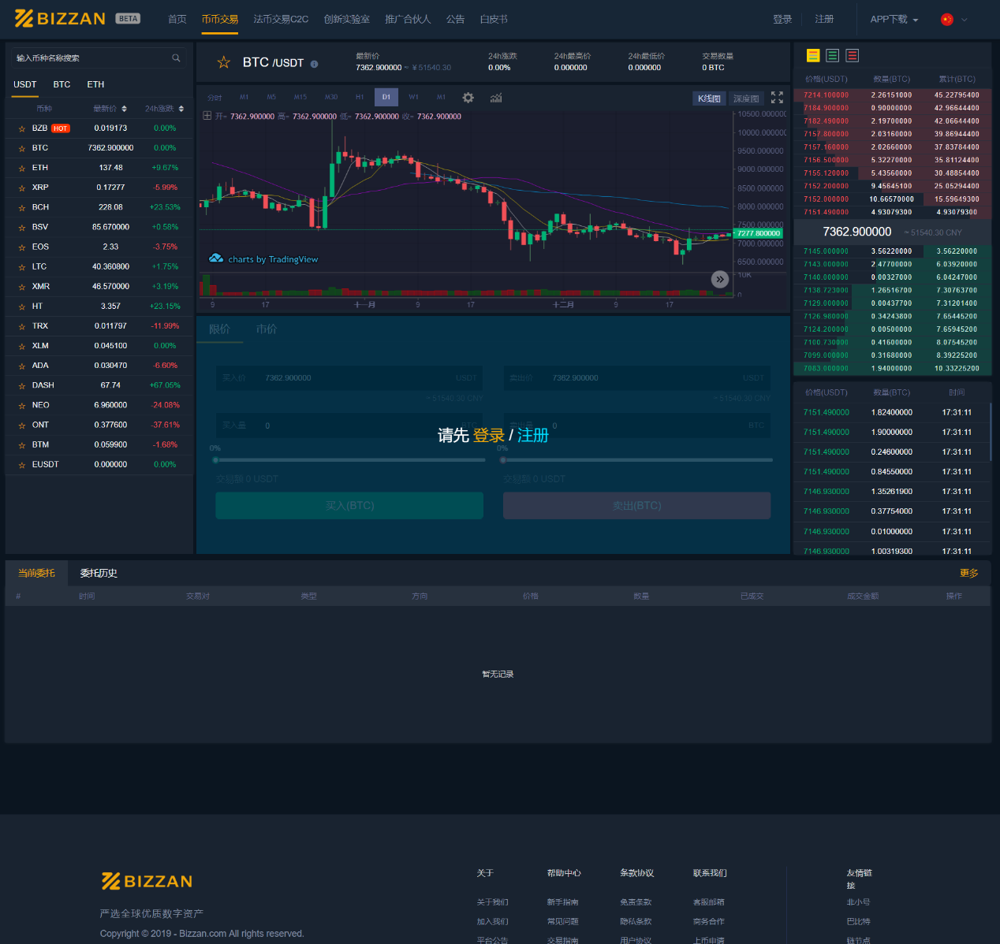 BIZZAN BETA 首页 币币交易 法币交易C2C 创新实验室 推广合伙人 公告 白皮书 登录 注册 APP下载
输入币种名称搜索
USDT BTC ETH
币种 最新价 24h涨跌
BZB HOT 0.019173 0.00%
BTC 7362.900000 0.00%
ETH 137.48 +9.67%
XRP 0.17277 -5.99%
BCH 228.08 +23.53%
BSV 85.670000 +0.58%
EOS 2.33 -3.75%
LTC 40.360800 +1.75%
XMR 46.570000 +3.19%
HT 3.357 +23.15%
TRX 0.011797 -11.99%
XLM 0.045100 0.00%
ADA 0.030470 -6.60%
DASH 67.74 +67.05%
NEO 6.960000 -24.08%
ONT 0.377600 -37.61%
BTM 0.059900 -1.68%
EUSDT 0.000000 0.00%
BTC /USDT
最新价 24h涨跌 24h最高价 24h最低价 交易数量
7362.900000 ≈ ¥51540.30 0.00% 0.000000 0.000000 0 BTC
分时 M1 M5 M15 M30 H1 D1 W1 M1 K线图 深度图
开= 7362.900000 高= 7362.900000 低= 7362.900000 收= 7362.900000
10500.000000
10000.000000
9500.000000
9000.000000
8500.000000
8000.000000
7500.000000
7277.800000
7000.000000
6500.000000
charts by TradingView
10K
0
9 17 十一月 9 17 十二月 9 17
限价 市价
买入价 7362.900000 USDT 卖出价 7362.900000 USDT
≈ 51540.30 CNY ≈ 51540.30 CNY
买入量 0 BTC 卖出量 0 BTC
请先 登录 / 注册
0% 0%
交易额 0 USDT 交易额 0 USDT
买入(BTC) 卖出(BTC)
价格(USDT) 数量(BTC) 累计(BTC)
7214.100000 2.26151000 45.22795400
7184.900000 0.90000000 42.96644400
7182.490000 2.19700000 42.06644400
7157.800000 2.03160000 39.86944400
7157.160000 2.02660000 37.83784400
7156.500000 5.32270000 35.81124400
7155.120000 5.43560000 30.48854400
7152.200000 9.45645100 25.05294400
7152.000000 10.66570000 15.59649300
7151.490000 4.93079300 4.93079300
7362.900000 ≈ 51540.30 CNY
7145.000000 3.56220000 3.56220000
7143.000000 2.47700000 6.03920000
7140.000000 0.00327000 6.04247000
7138.723000 1.26516700 7.30763700
7129.000000 0.00437700 7.31201400
7126.980000 0.34243800 7.65445200
7124.200000 0.00500000 7.65945200
7100.730000 0.41600000 8.07545200
7099.000000 0.31680000 8.39225200
7083.000000 1.94000000 10.33225200
价格(USDT) 数量(BTC) 时间
7151.490000 1.82400000 17:31:11
7151.490000 1.90000000 17:31:11
7151.490000 0.24600000 17:31:11
7151.490000 0.84550000 17:31:11
7146.930000 1.35261900 17:31:11
7146.930000 0.37754000 17:31:11
7146.930000 0.01000000 17:31:11
7146.930000 1.00319300 17:31:11
当前委托 委托历史 更多
# 时间 交易对 类型 方向 价格 数量 已成交 成交金额 操作
暂无记录
BIZZAN
严选全球优质数字资产
Copyright © 2019 - Bizzan.com All rights reserved.
关于 帮助中心 条款协议 联系我们 友情链
接
关于我们 新手指南 免责条款 客服邮箱 非小号
加入我们 常见问题 隐私条款 商务合作 巴比特
平台公告 交易指南 用户协议 上币申请 链节点